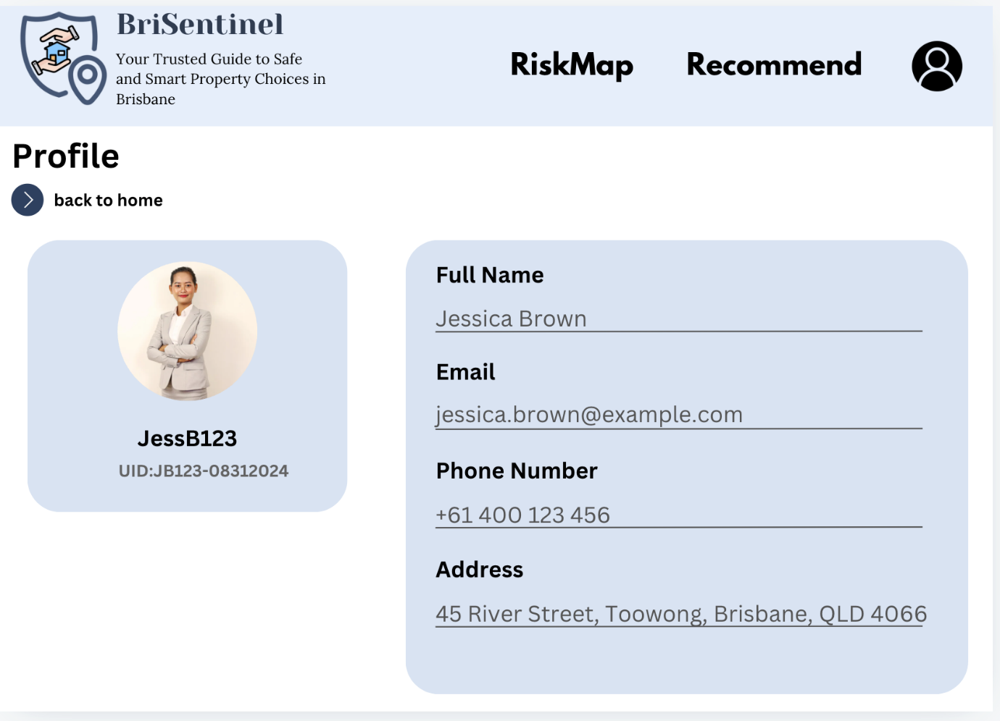 BriSentinel
Your Trusted Guide to Safe
and Smart Property Choices in
Brisbane
RiskMap
Recommend
Profile
back to home
JessB123
UID:JB123-08312024
Full Name
Jessica Brown
Email
jessica.brown@example.com
Phone Number
+61 400 123 456
Address
45 River Street, Toowong, Brisbane, QLD 4066